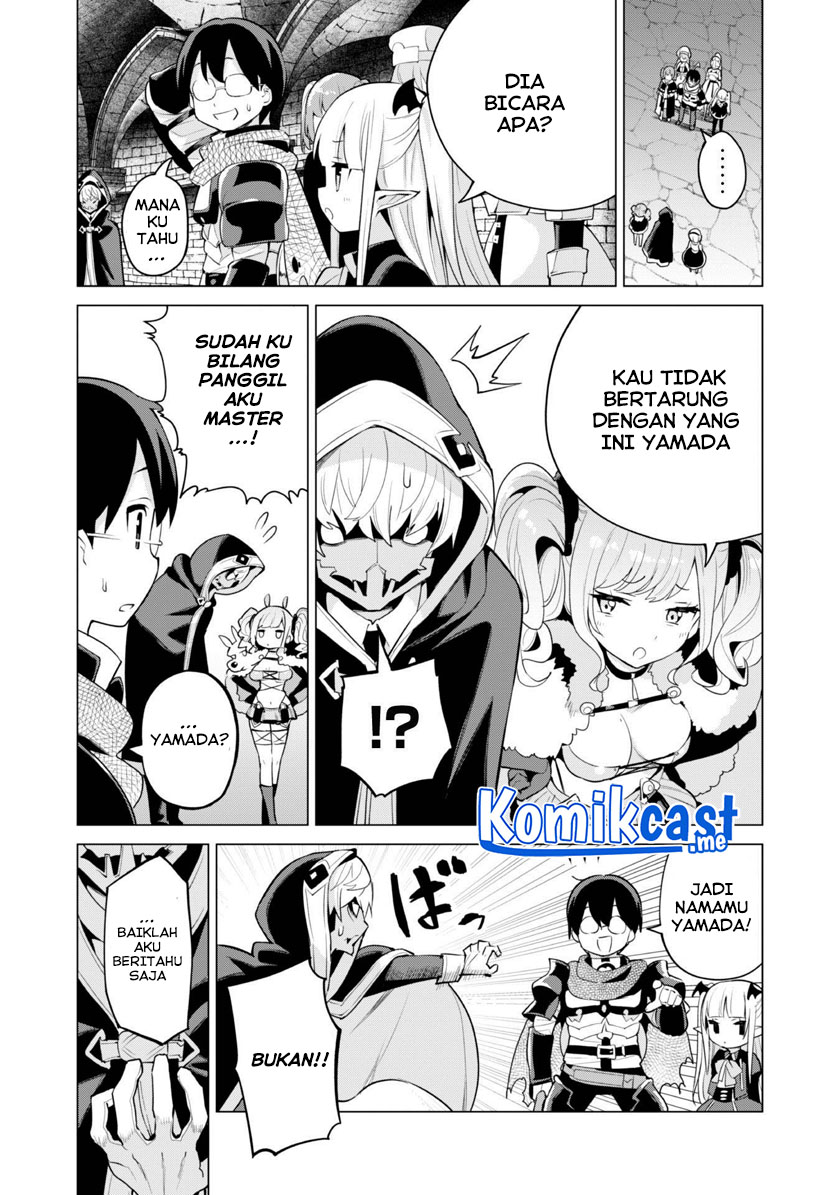 ....
DIA
BICARA
APA?
MANA
KU
TAHU
...
KAU TIDAK
BERTARUNG
DENGAN YANG
INI YAMADA
!?
SUDAH KU
BILANG
PANGGIL
AKU
MASTER
...!
...
YAMADA?
Komikcast
.me
JADI
NAMAMU
YAMADA!
ばっ
BUKAN!!
...
BAIKLAH
AKU
BERITAHU
SAJA